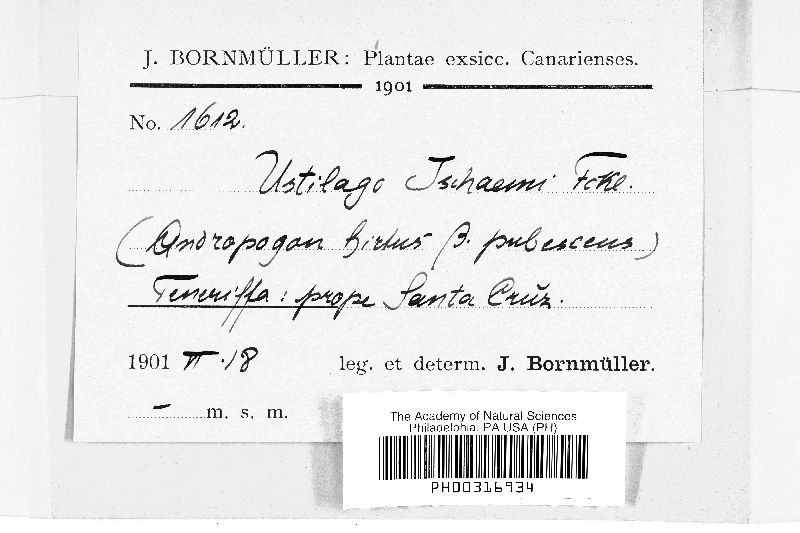 J. BORNMÜLLER: Plantae exsicc. Canarienses.
1901
No. 1612.
Ustilago Ischaemi Fckl.
(Andropogon hirtus β. pubescens)
Teneriffa: prope Santa Cruz.
1901 VI.18 leg. et determ. J. Bornmüller.
– m. s. m.
The Academy of Natural Sciences
Philadelphia, PA USA (PH)
PH00316934